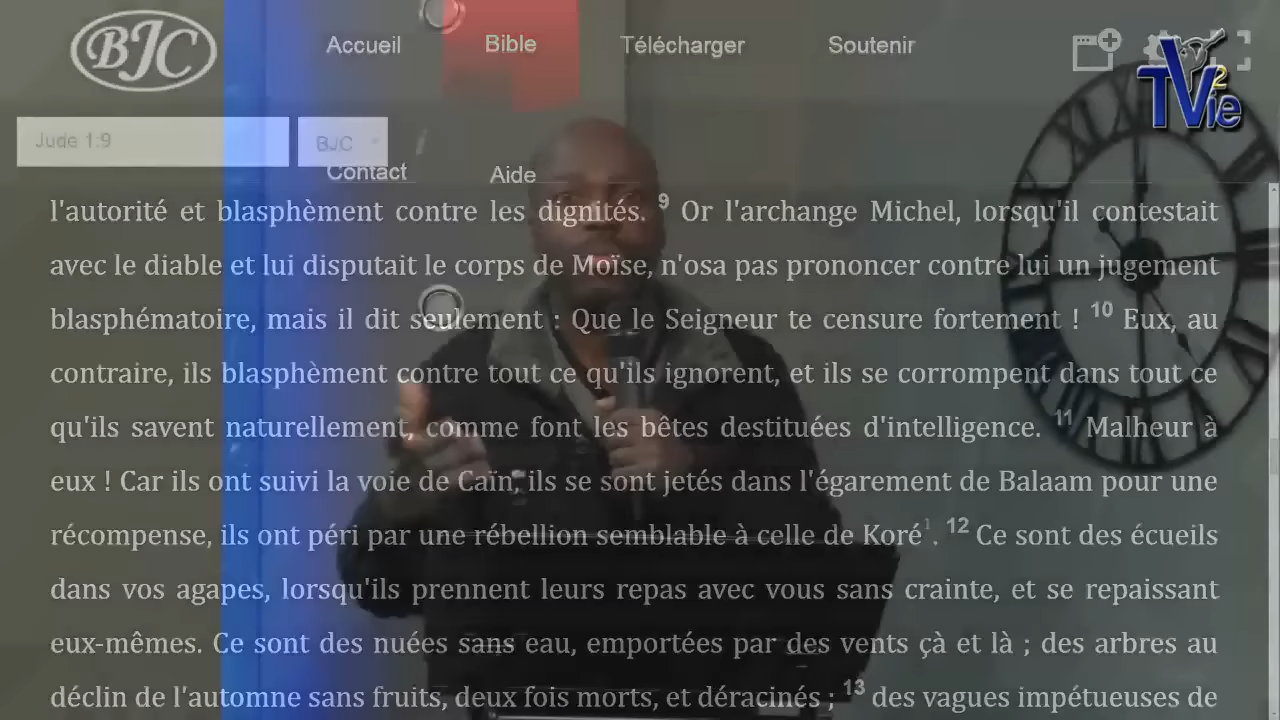 BJC
Accueil
Bible
Télécharger
Soutenir
TV2Vie
Jude 1:9
BJC
Contact
Aide
l'autorité et blasphèment contre les dignités. 9 Or l'archange Michel, lorsqu'il contestait
avec le diable et lui disputait le corps de Moïse, n'osa pas prononcer contre lui un jugement
blasphématoire, mais il dit seulement : Que le Seigneur te censure fortement ! 10 Eux, au
contraire, ils blasphèment contre tout ce qu'ils ignorent, et ils se corrompent dans tout ce
qu'ils savent naturellement, comme font les bêtes destituées d'intelligence. 11 Malheur à
eux ! Car ils ont suivi la voie de Caïn, ils se sont jetés dans l'égarement de Balaam pour une
récompense, ils ont péri par une rébellion semblable à celle de Koré1. 12 Ce sont des écueils
dans vos agapes, lorsqu'ils prennent leurs repas avec vous sans crainte, et se repaissant
eux-mêmes. Ce sont des nuées sans eau, emportées par des vents çà et là ; des arbres au
déclin de l'automne sans fruits, deux fois morts, et déracinés ; 13 des vagues impétueuses de